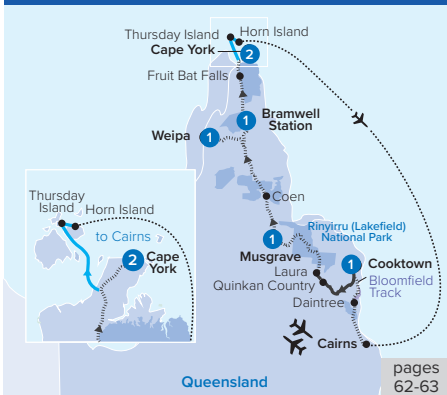 Thursday Island
Horn Island
Cape York
2
Fruit Bat Falls
Bramwell
Station
1
Weipa
1
Coen
Rinyirru (Lakefield)
National Park
Musgrave
1
Laura
Quinkan Country
1
Cooktown
Bloomfield
Track
Daintree
Cairns
Queensland
Thursday
Island
Horn Island
to Cairns
2
Cape
York
pages
62-63